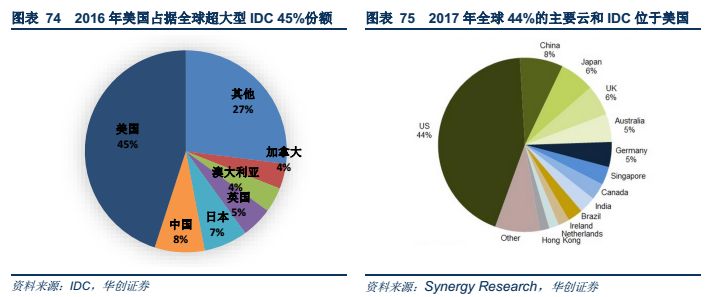 图表 74 2016 年美国占据全球超大型 IDC 45%份额
其他
27%
加拿大
4%
澳大利亚
4%
英国
5%
日本
7%
中国
8%
美国
45%
资料来源：IDC，华创证券
图表 75 2017 年全球 44%的主要云和 IDC 位于美国
China
8%
Japan
6%
UK
6%
Australia
5%
Germany
5%
Singapore
Canada
India
Brazil
Ireland
Netherlands
Hong Kong
Other
US
44%
资料来源：Synergy Research，华创证券